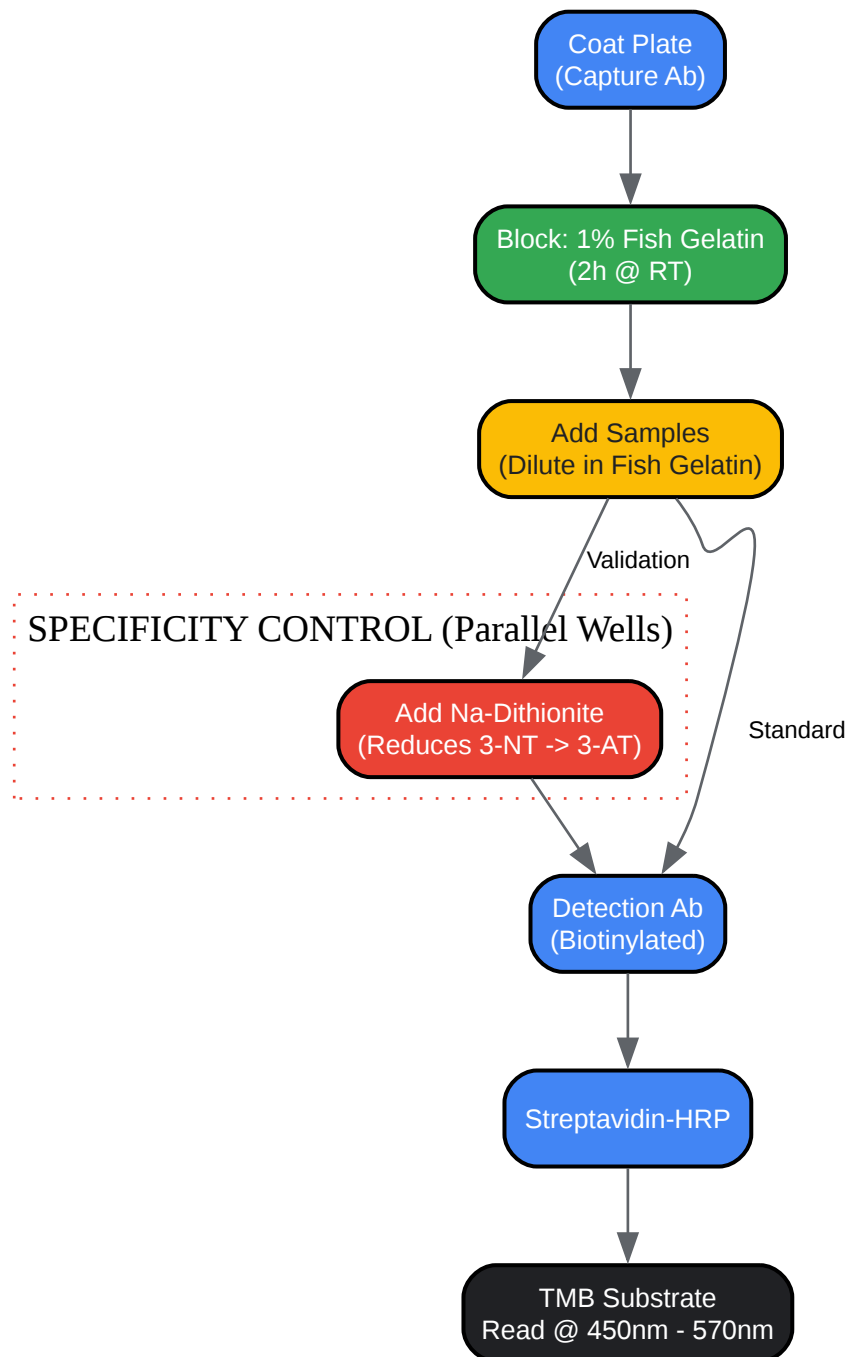 Coat Plate
(Capture Ab)
Block: 1% Fish Gelatin
(2h @ RT)
Add Samples
(Dilute in Fish Gelatin)
Validation
SPECIFICITY CONTROL (Parallel Wells)
Add Na-Dithionite
(Reduces 3-NT -> 3-AT)
Standard
Detection Ab
(Biotinylated)
Streptavidin-HRP
TMB Substrate
Read @ 450nm - 570nm